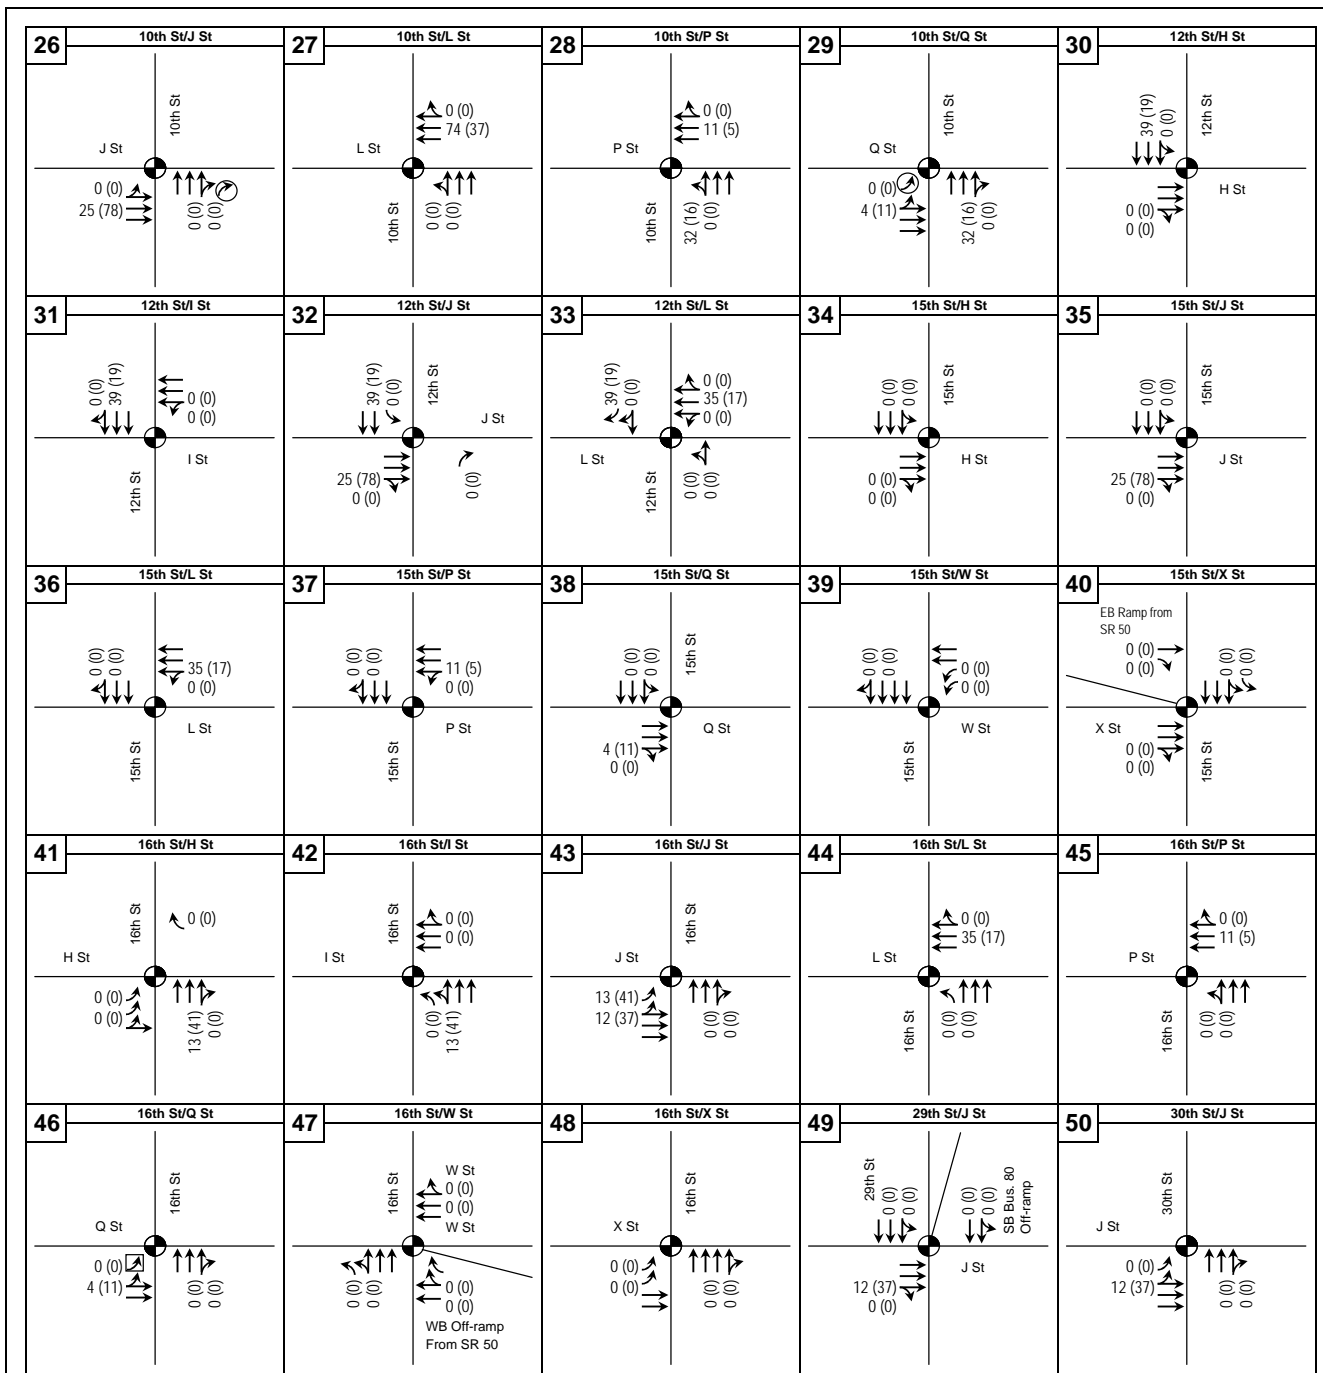 26
10th St/J St
10th St
J St
0 (0)
25 (78)
0 (0)
0 (0)
27
10th St/L St
0 (0)
74 (37)
L St
10th St
0 (0)
0 (0)
28
10th St/P St
0 (0)
11 (5)
P St
10th St
32 (16)
0 (0)
29
10th St/Q St
10th St
Q St
0 (0)
4 (11)
32 (16)
0 (0)
30
12th St/H St
39 (19)
0 (0)
12th St
H St
0 (0)
0 (0)
31
12th St/I St
0 (0)
39 (19)
0 (0)
0 (0)
I St
12th St
32
12th St/J St
39 (19)
0 (0)
12th St
J St
25 (78)
0 (0)
0 (0)
33
12th St/L St
39 (19)
0 (0)
0 (0)
35 (17)
0 (0)
L St
12th St
0 (0)
0 (0)
34
15th St/H St
0 (0)
0 (0)
15th St
H St
0 (0)
0 (0)
35
15th St/J St
0 (0)
0 (0)
15th St
J St
25 (78)
0 (0)
36
15th St/L St
0 (0)
0 (0)
35 (17)
0 (0)
L St
15th St
37
15th St/P St
0 (0)
0 (0)
11 (5)
0 (0)
P St
15th St
38
15th St/Q St
0 (0)
0 (0)
15th St
Q St
4 (11)
0 (0)
39
15th St/W St
0 (0)
0 (0)
0 (0)
0 (0)
W St
15th St
40
15th St/X St
EB Ramp from
SR 50
0 (0)
0 (0)
0 (0)
0 (0)
X St
0 (0)
0 (0)
15th St
41
16th St/H St
16th St
0 (0)
H St
0 (0)
0 (0)
13 (41)
0 (0)
42
16th St/I St
16th St
0 (0)
0 (0)
I St
0 (0)
13 (41)
43
16th St/J St
16th St
J St
13 (41)
12 (37)
0 (0)
0 (0)
44
16th St/L St
0 (0)
35 (17)
L St
16th St
0 (0)
0 (0)
45
16th St/P St
0 (0)
11 (5)
P St
16th St
0 (0)
0 (0)
46
16th St/Q St
16th St
Q St
0 (0)
4 (11)
0 (0)
0 (0)
47
16th St/W St
16th St
W St
0 (0)
0 (0)
W St
0 (0)
0 (0)
0 (0)
0 (0)
WB Off-ramp
From SR 50
48
16th St/X St
16th St
X St
0 (0)
0 (0)
0 (0)
0 (0)
49
29th St/J St
29th St
0 (0)
0 (0)
0 (0)
0 (0)
SB Bus. 80
Off-ramp
J St
12 (37)
0 (0)
50
30th St/J St
30th St
J St
0 (0)
12 (37)
0 (0)
0 (0)